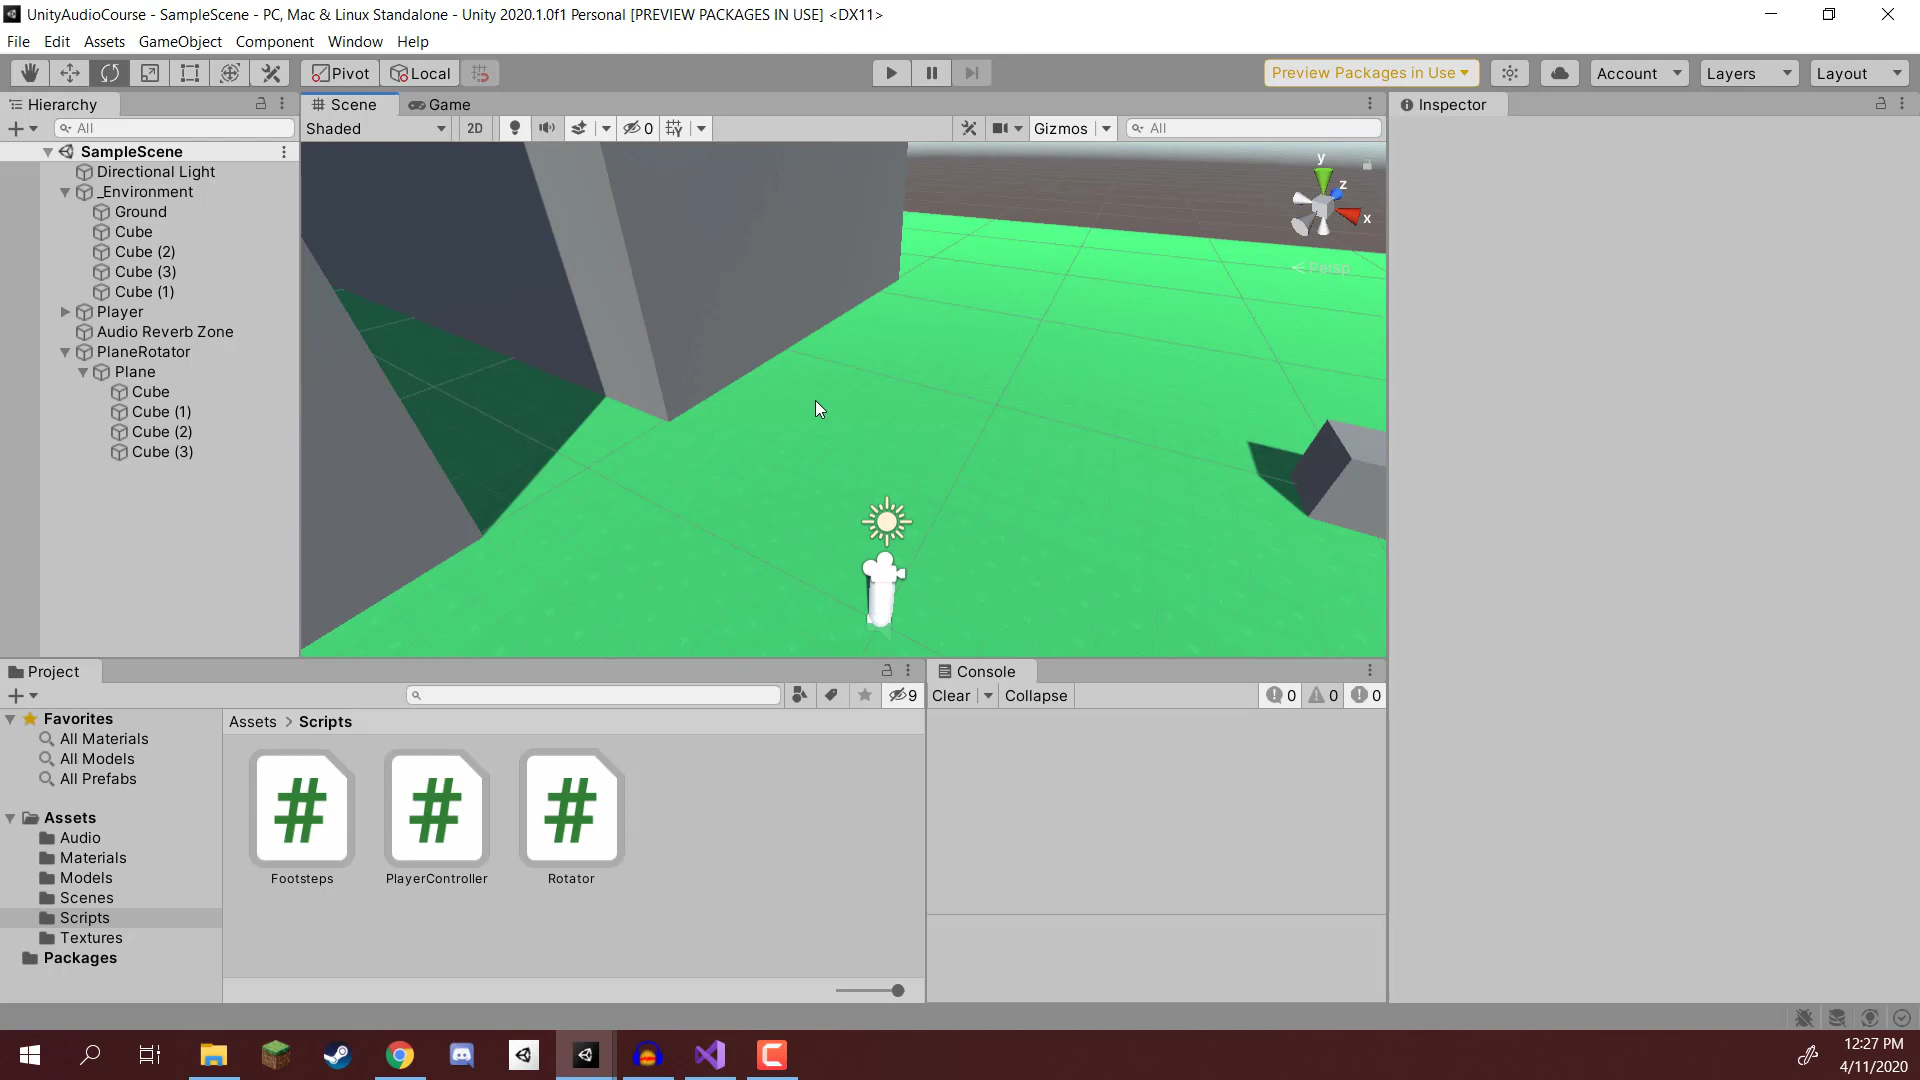 UnityAudioCourse - SampleScene - PC, Mac & Linux Standalone - Unity 2020.1.0f1 Personal [PREVIEW PACKAGES IN USE] <DX11>
File Edit Assets GameObject Component Window Help
Pivot Local Preview Packages in Use Account Layers Layout
Hierarchy Scene Game Inspector
All Shaded 2D 0 Gizmos All
SampleScene
Directional Light
_Environment
Ground
Cube
Cube (2)
Cube (3)
Cube (1)
Player
Audio Reverb Zone
PlaneRotator
Plane
Cube
Cube (1)
Cube (2)
Cube (3)
y
z
x
Persp
Project Console
9 Clear Collapse 0 0 0
Favorites
All Materials
All Models
All Prefabs
Assets
Audio
Materials
Models
Scenes
Scripts
Textures
Packages
Assets > Scripts
# # #
Footsteps PlayerController Rotator
12:27 PM
4/11/2020